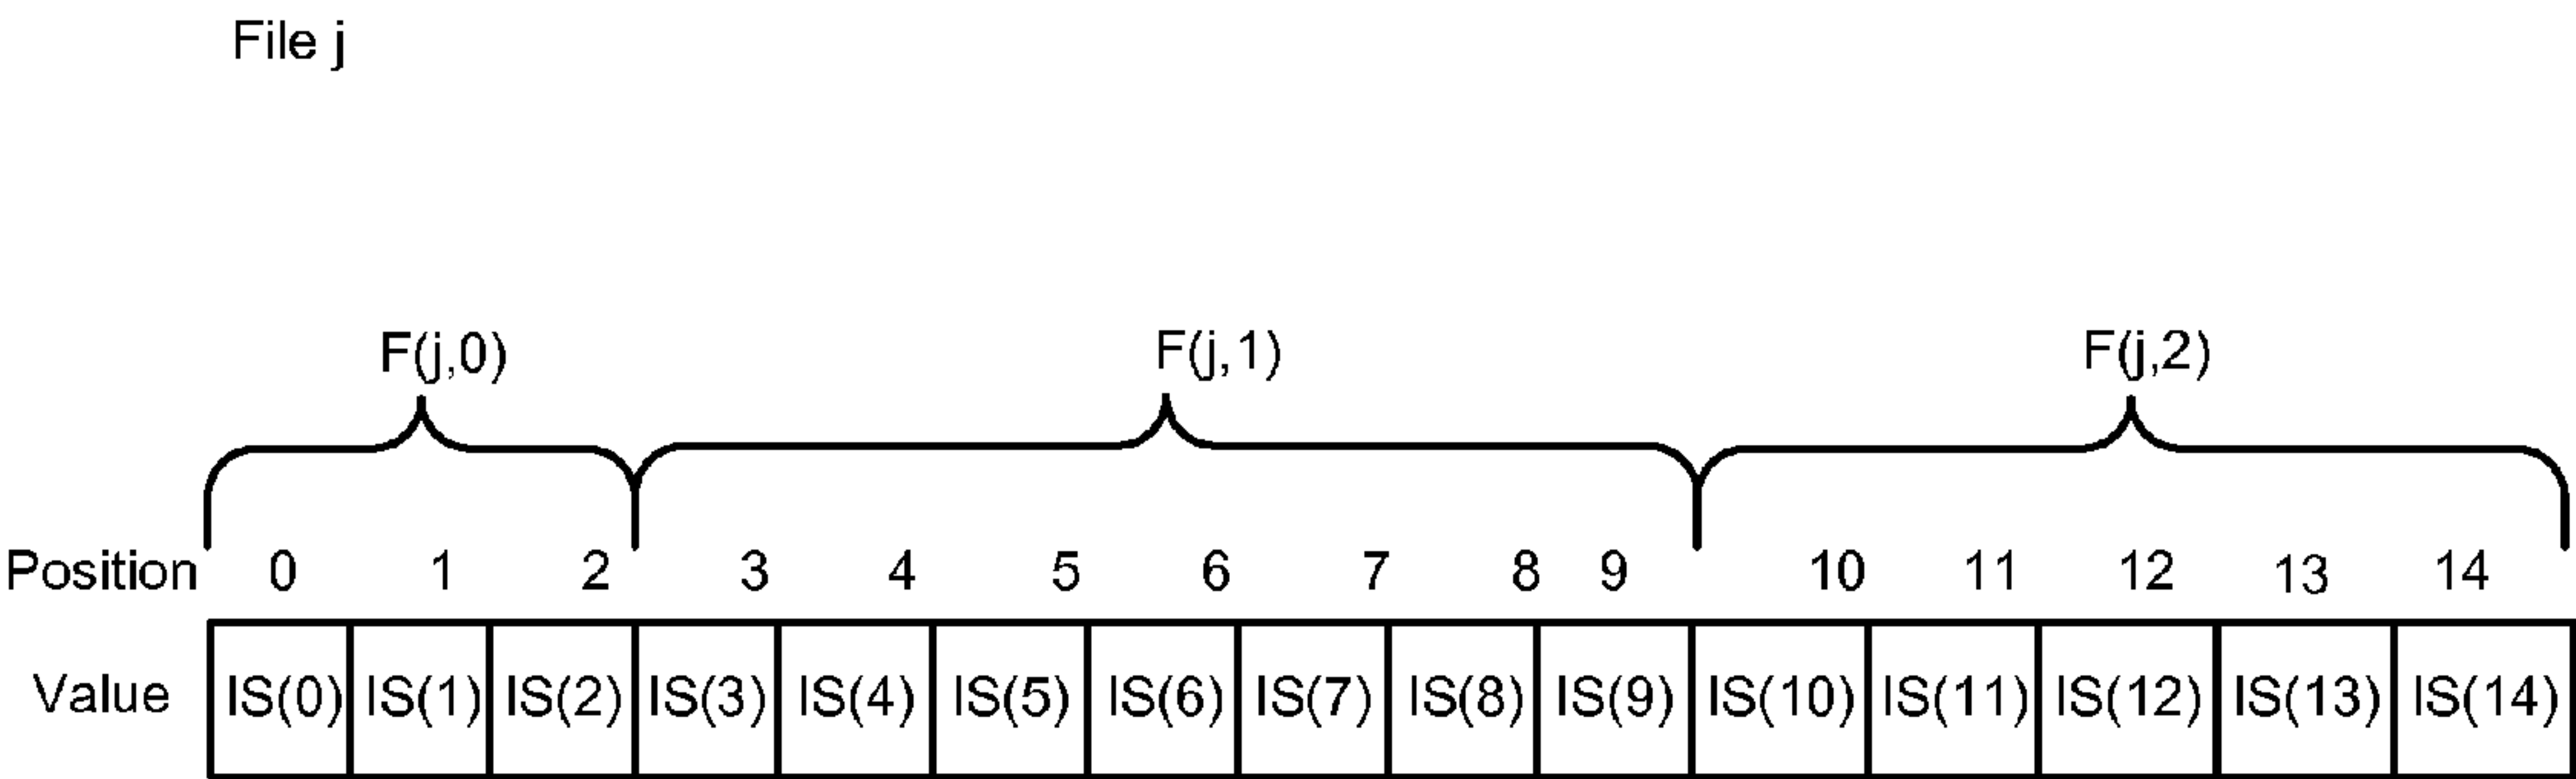 File j
F(j,0) F(j,1) F(j,2)
Position 0 1 2 3 4 5 6 7 8 9 10 11 12 13 14
Value IS(0) IS(1) IS(2) IS(3) IS(4) IS(5) IS(6) IS(7) IS(8) IS(9) IS(10) IS(11) IS(12) IS(13) IS(14)